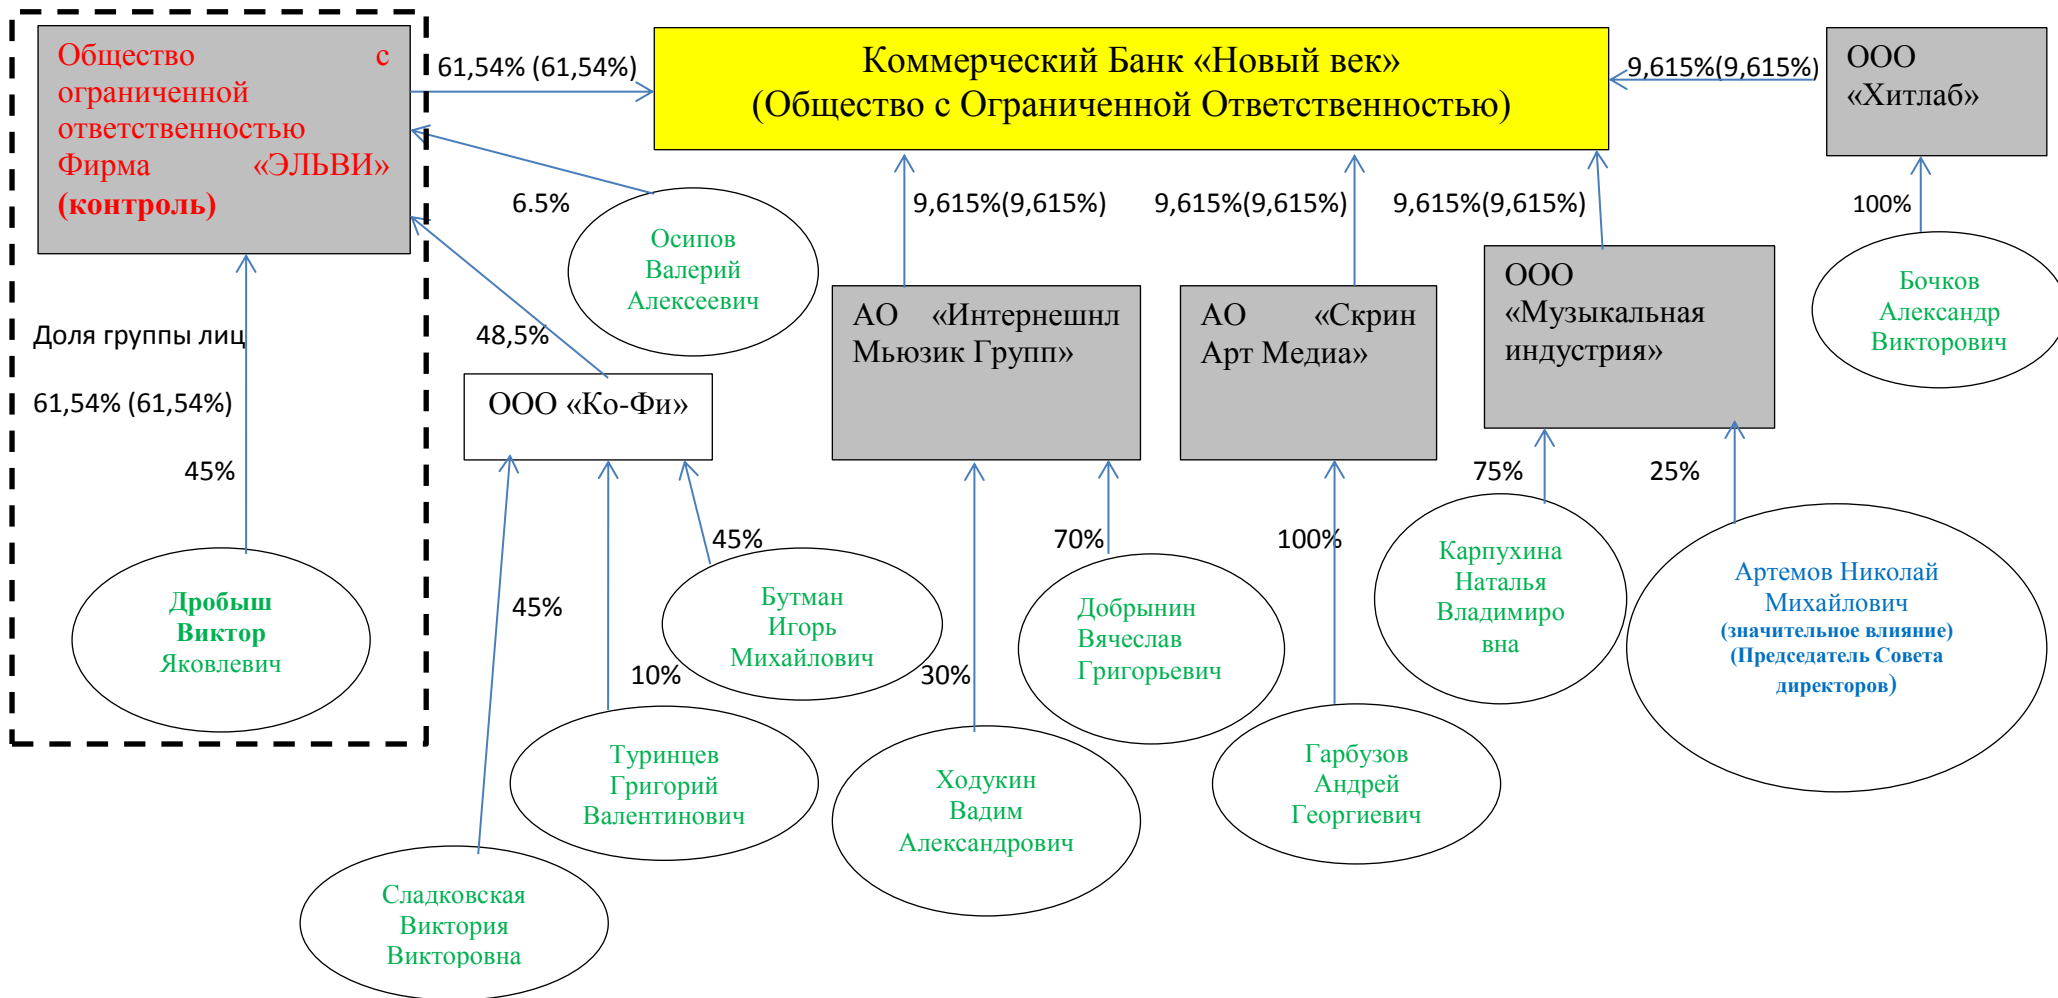 Общество с
ограниченной
ответственностью
Фирма «ЭЛЬВИ»
(контроль)
61,54% (61,54%)
Коммерческий Банк «Новый век»
(Общество с Ограниченной Ответственностью)
9,615%(9,615%)
ООО
«Хитлаб»
6.5%
Осипов
Валерий
Алексеевич
9,615%(9,615%)
9,615%(9,615%)
9,615%(9,615%)
100%
Бочков
Александр
Викторович
Доля группы лиц
61,54% (61,54%)
45%
48,5%
ООО «Ко-Фи»
АО «Интернешнл
Мьюзик Групп»
АО «Скрин
Арт Медиа»
ООО
«Музыкальная
индустрия»
75%
25%
45%
70%
100%
Дробыш
Виктор
Яковлевич
45%
Бутман
Игорь
Михайлович
10%
30%
Добрынин
Вячеслав
Григорьевич
Карпухина
Наталья
Владимиро
вна
Артемов Николай
Михайлович
(значительное влияние)
(Председатель Совета
директоров)
Туринцев
Григорий
Валентинович
Ходукин
Вадим
Александрович
Гарбузов
Андрей
Георгиевич
Сладковская
Виктория
Викторовна